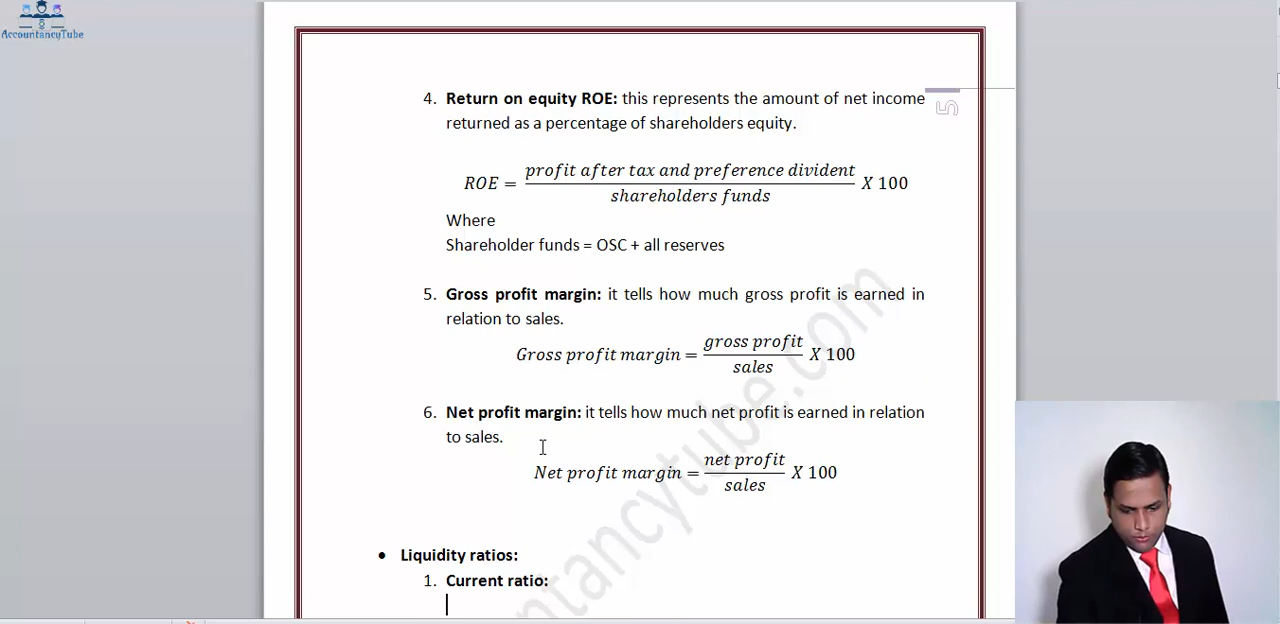 AccountancyTube
5
4. Return on equity ROE: this represents the amount of net income
returned as a percentage of shareholders equity.
ROE = profit after tax and preference divident / shareholders funds X 100
Where
Shareholder funds = OSC + all reserves
5. Gross profit margin: it tells how much gross profit is earned in
relation to sales.
Gross profit margin = gross profit / sales X 100
6. Net profit margin: it tells how much net profit is earned in relation
to sales.
Net profit margin = net profit / sales X 100
• Liquidity ratios:
1. Current ratio:
ntancytube.com